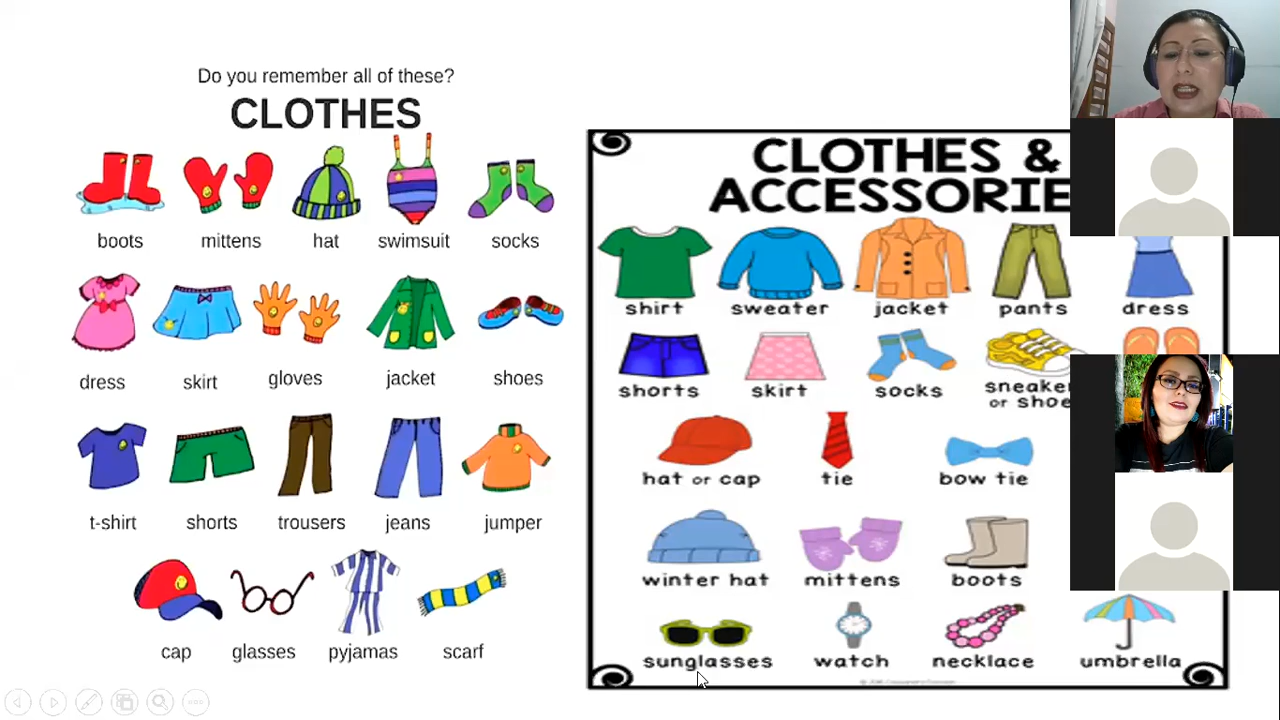 Do you remember all of these?
CLOTHES
boots mittens hat swimsuit socks
dress skirt gloves jacket shoes
t-shirt shorts trousers jeans jumper
cap glasses pyjamas scarf
CLOTHES &
ACCESSORIE
shirt sweater jacket pants dress
shorts skirt socks sneake
or shoe
hat or cap tie bow tie
winter hat mittens boots
sunglasses watch necklace umbrella